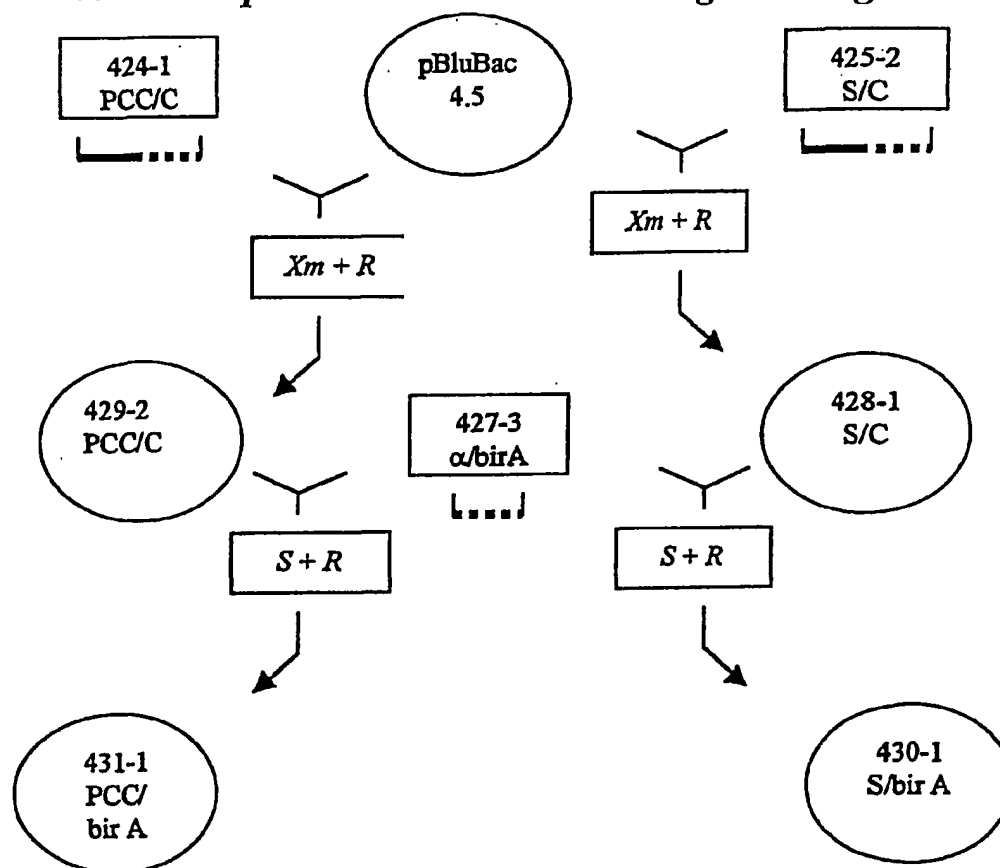 424-1
PCC/C
pBluBac
4.5
425-2
S/C
Xm + R
Xm + R
429-2
PCC/C
427-3
α/birA
428-1
S/C
S + R
S + R
431-1
PCC/
bir A
430-1
S/bir A